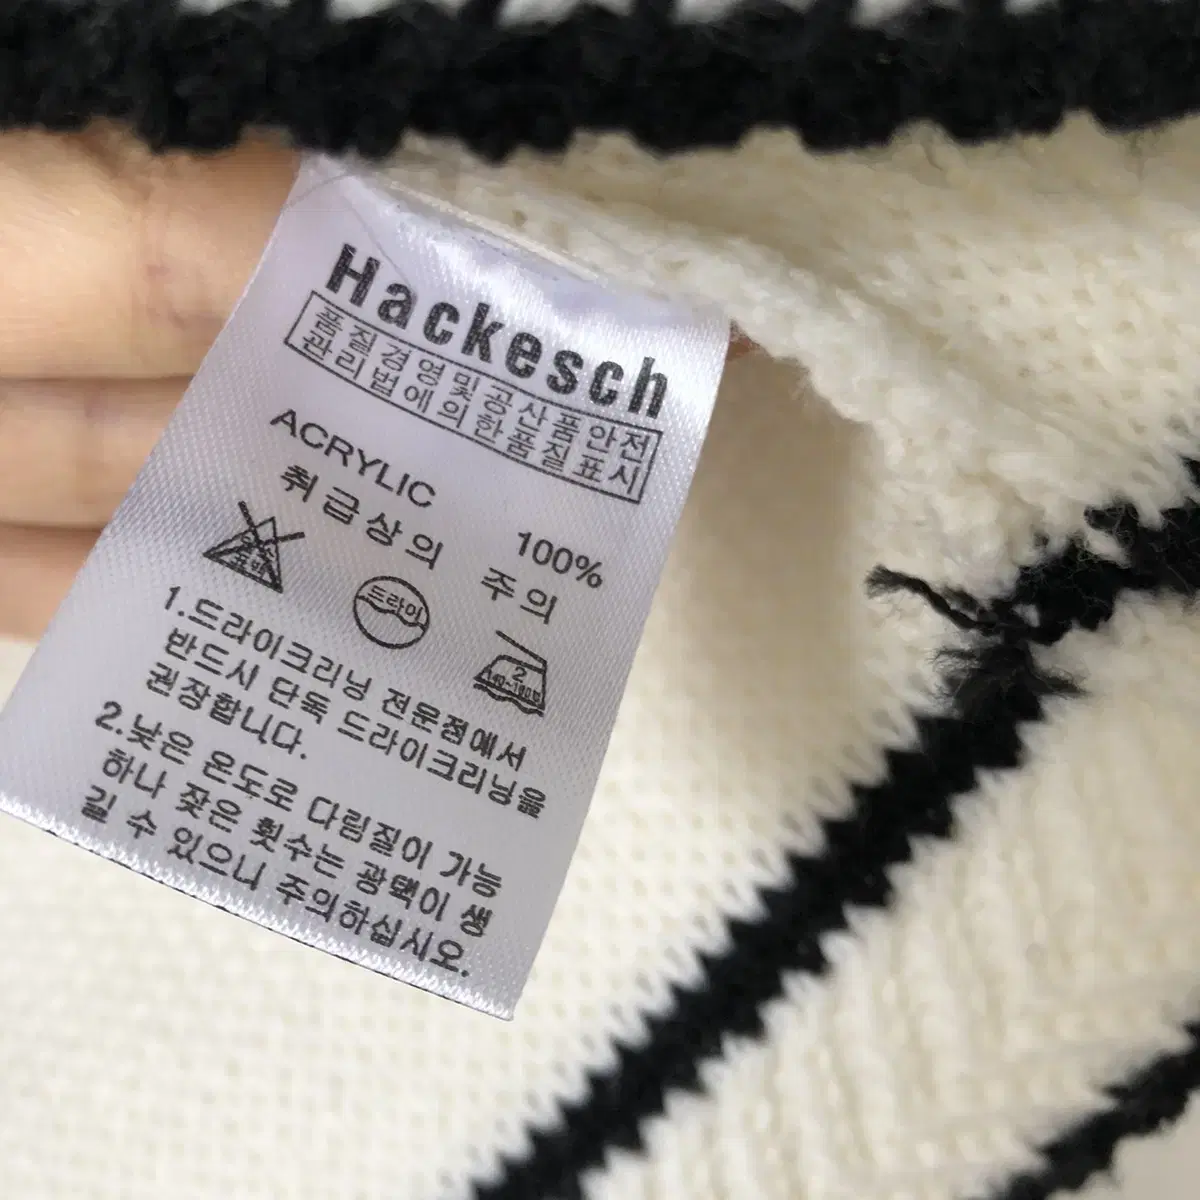 Hackesch
품질경영및공산품안전
관리법에의한품질표시
ACRYLIC 100%
취급상의 주의
드라이
2
140~160℃
1.드라이크리닝 전문점에서
반드시 단독 드라이크리닝을
권장합니다.
2.낮은 온도로 다림질이 가능
하나 잦은 횟수는 광택이 생
길 수 있으니 주의하십시오.